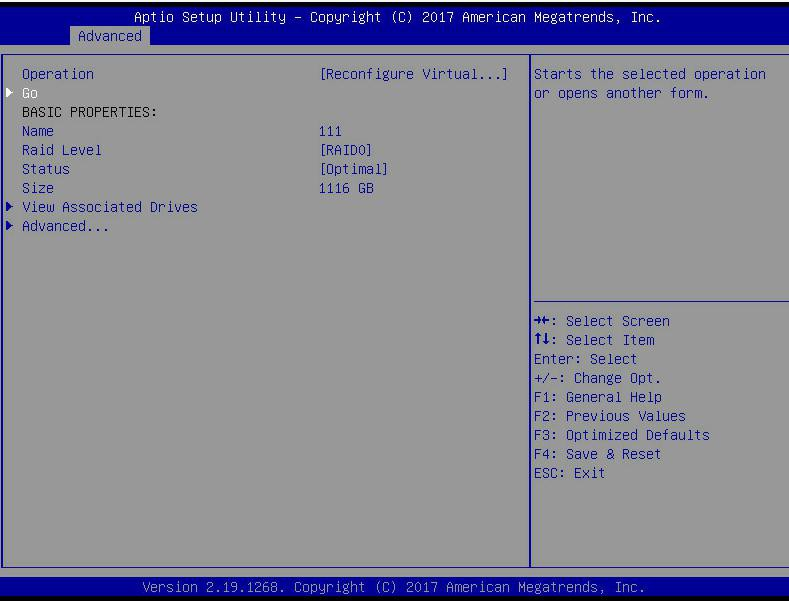 Aptio Setup Utility – Copyright (C) 2017 American Megatrends, Inc.
Advanced
Operation [Reconfigure Virtual...]
Go
BASIC PROPERTIES:
Name 111
Raid Level [RAID0]
Status [Optimal]
Size 1116 GB
View Associated Drives
Advanced...
Starts the selected operation
or opens another form.
→←: Select Screen
↑↓: Select Item
Enter: Select
+/-: Change Opt.
F1: General Help
F2: Previous Values
F3: Optimized Defaults
F4: Save & Reset
ESC: Exit
Version 2.19.1268. Copyright (C) 2017 American Megatrends, Inc.